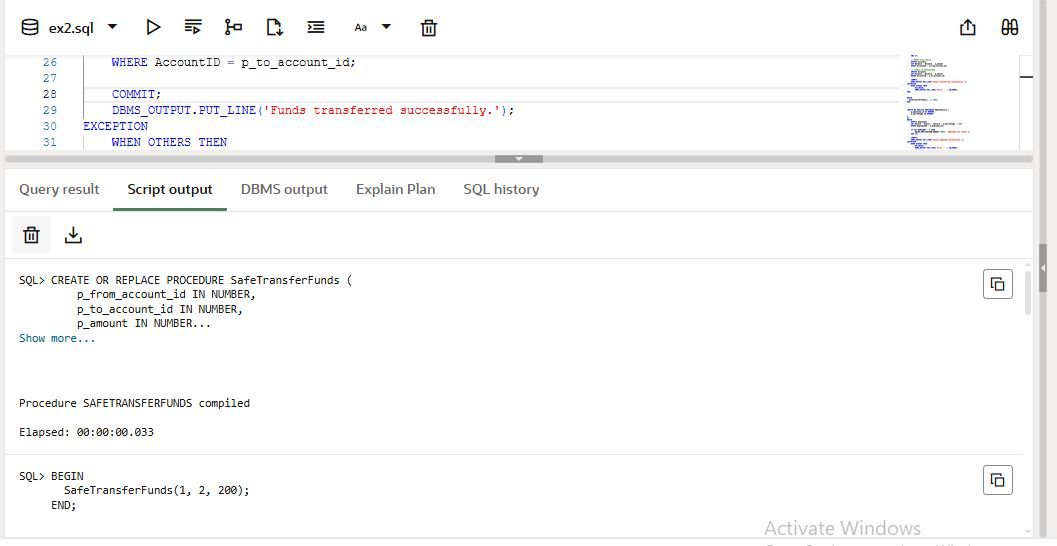 ex2.sql
Aa
26 WHERE AccountID = p_to_account_id;
27
28 COMMIT;
29 DBMS_OUTPUT.PUT_LINE('Funds transferred successfully.');
30 EXCEPTION
31 WHEN OTHERS THEN
Query result Script output DBMS output Explain Plan SQL history
SQL> CREATE OR REPLACE PROCEDURE SafeTransferFunds (
p_from_account_id IN NUMBER,
p_to_account_id IN NUMBER,
p_amount IN NUMBER...
Show more...
Procedure SAFETRANSFERFUNDS compiled
Elapsed: 00:00:00.033
SQL> BEGIN
SafeTransferFunds(1, 2, 200);
END;
Activate Windows